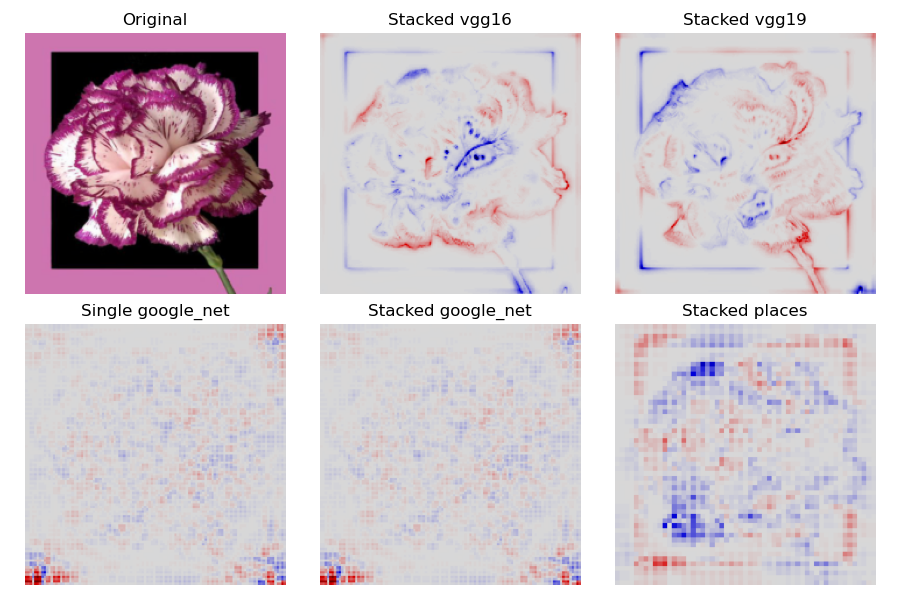 Original
Stacked vgg16
Stacked vgg19
Single google_net
Stacked google_net
Stacked places